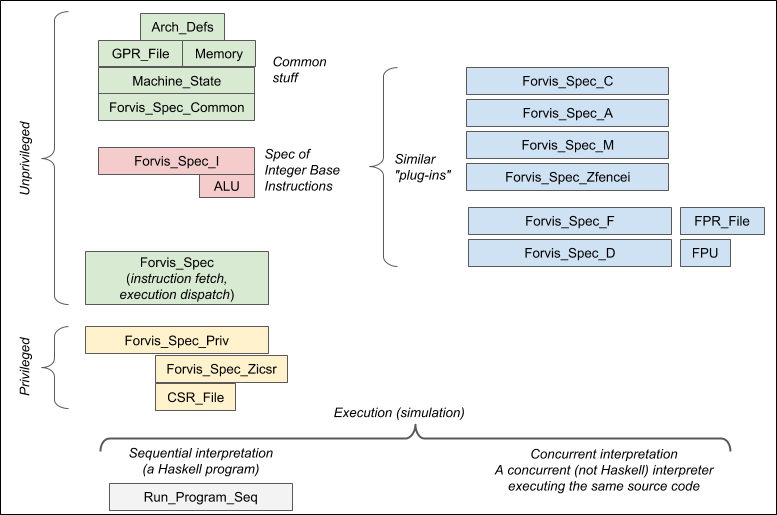 Unprivileged
Arch_Defs
GPR_File
Memory
Machine_State
Forvis_Spec_Common
Common
stuff
Forvis_Spec_I
ALU
Spec of
Integer Base
Instructions
Forvis_Spec
(instruction fetch,
execution dispatch)
Similar
"plug-ins"
Forvis_Spec_C
Forvis_Spec_A
Forvis_Spec_M
Forvis_Spec_Zfencei
Forvis_Spec_F
FPR_File
Forvis_Spec_D
FPU
Privileged
Forvis_Spec_Priv
Forvis_Spec_Zicsr
CSR_File
Execution (simulation)
Sequential interpretation
(a Haskell program)
Run_Program_Seq
Concurrent interpretation
A concurrent (not Haskell) interpreter
executing the same source code